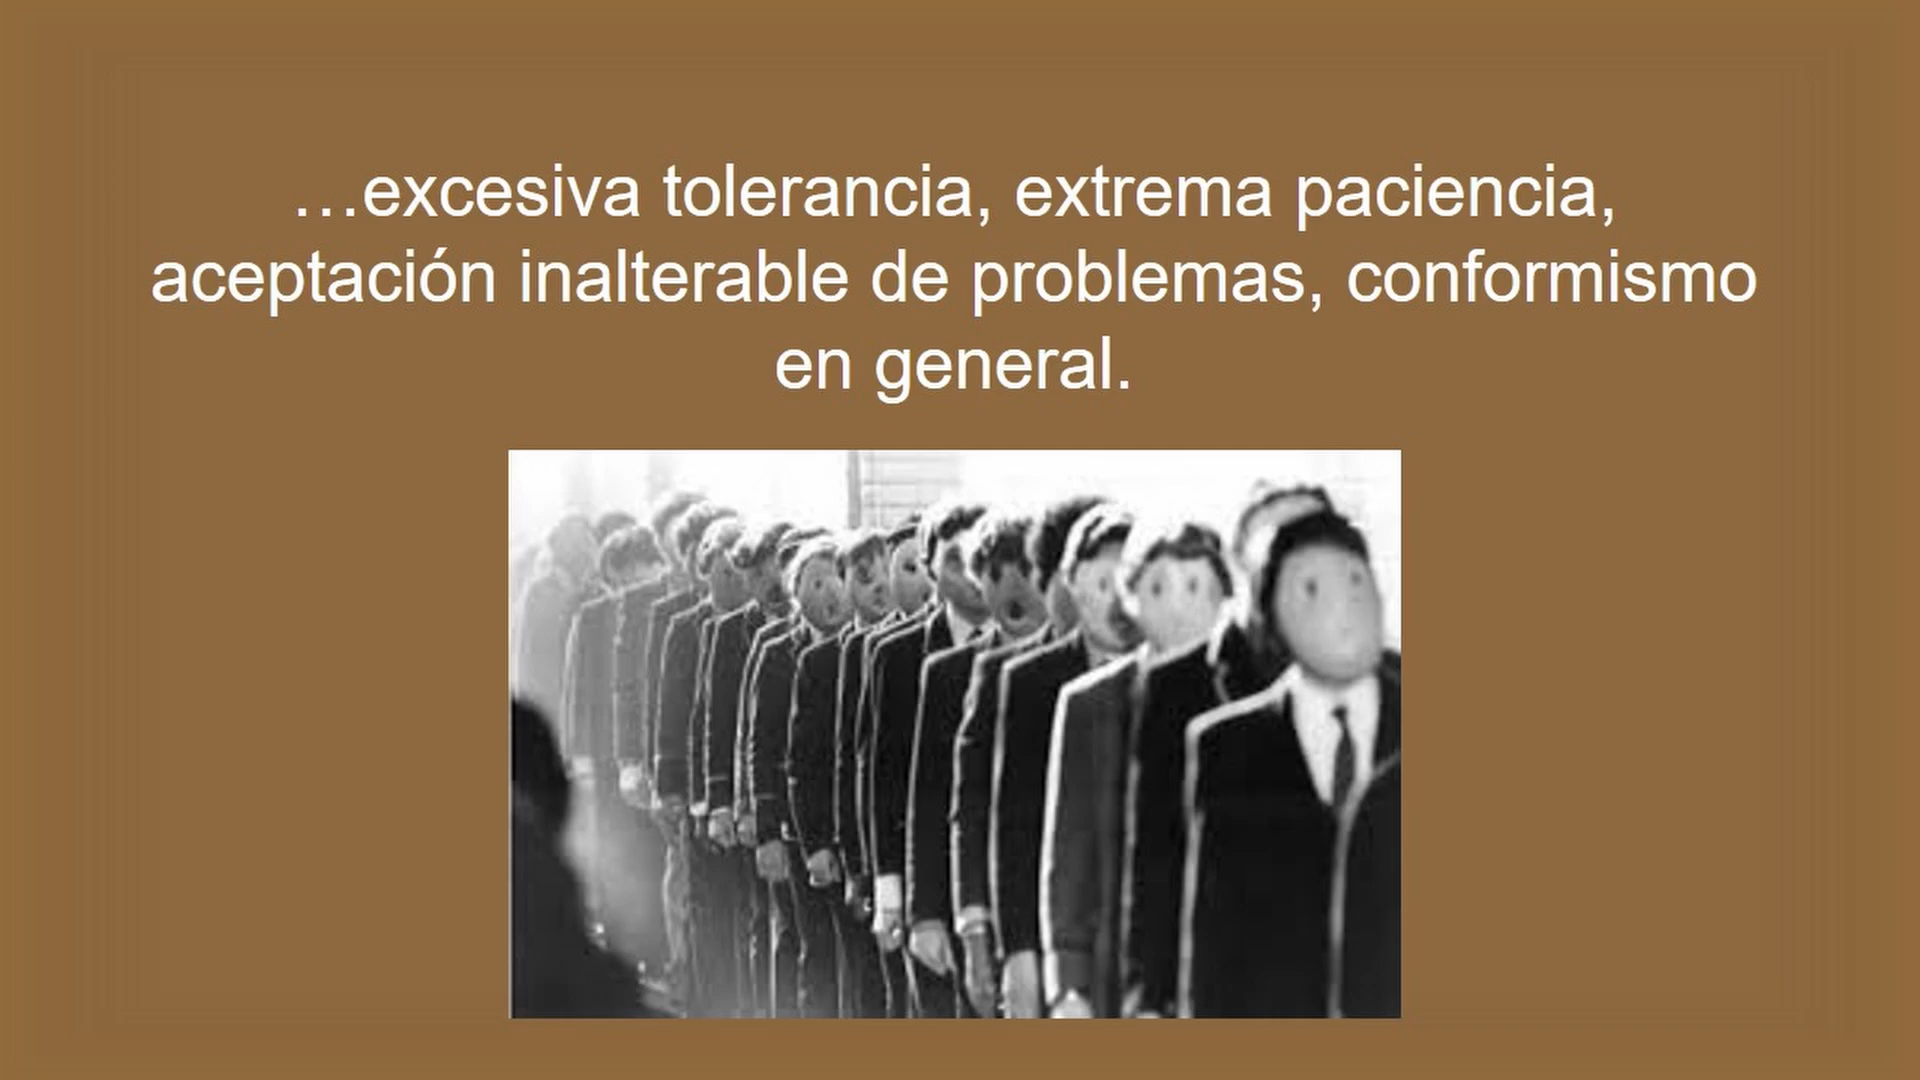 …excesiva tolerancia, extrema paciencia,
aceptación inalterable de problemas, conformismo
en general.